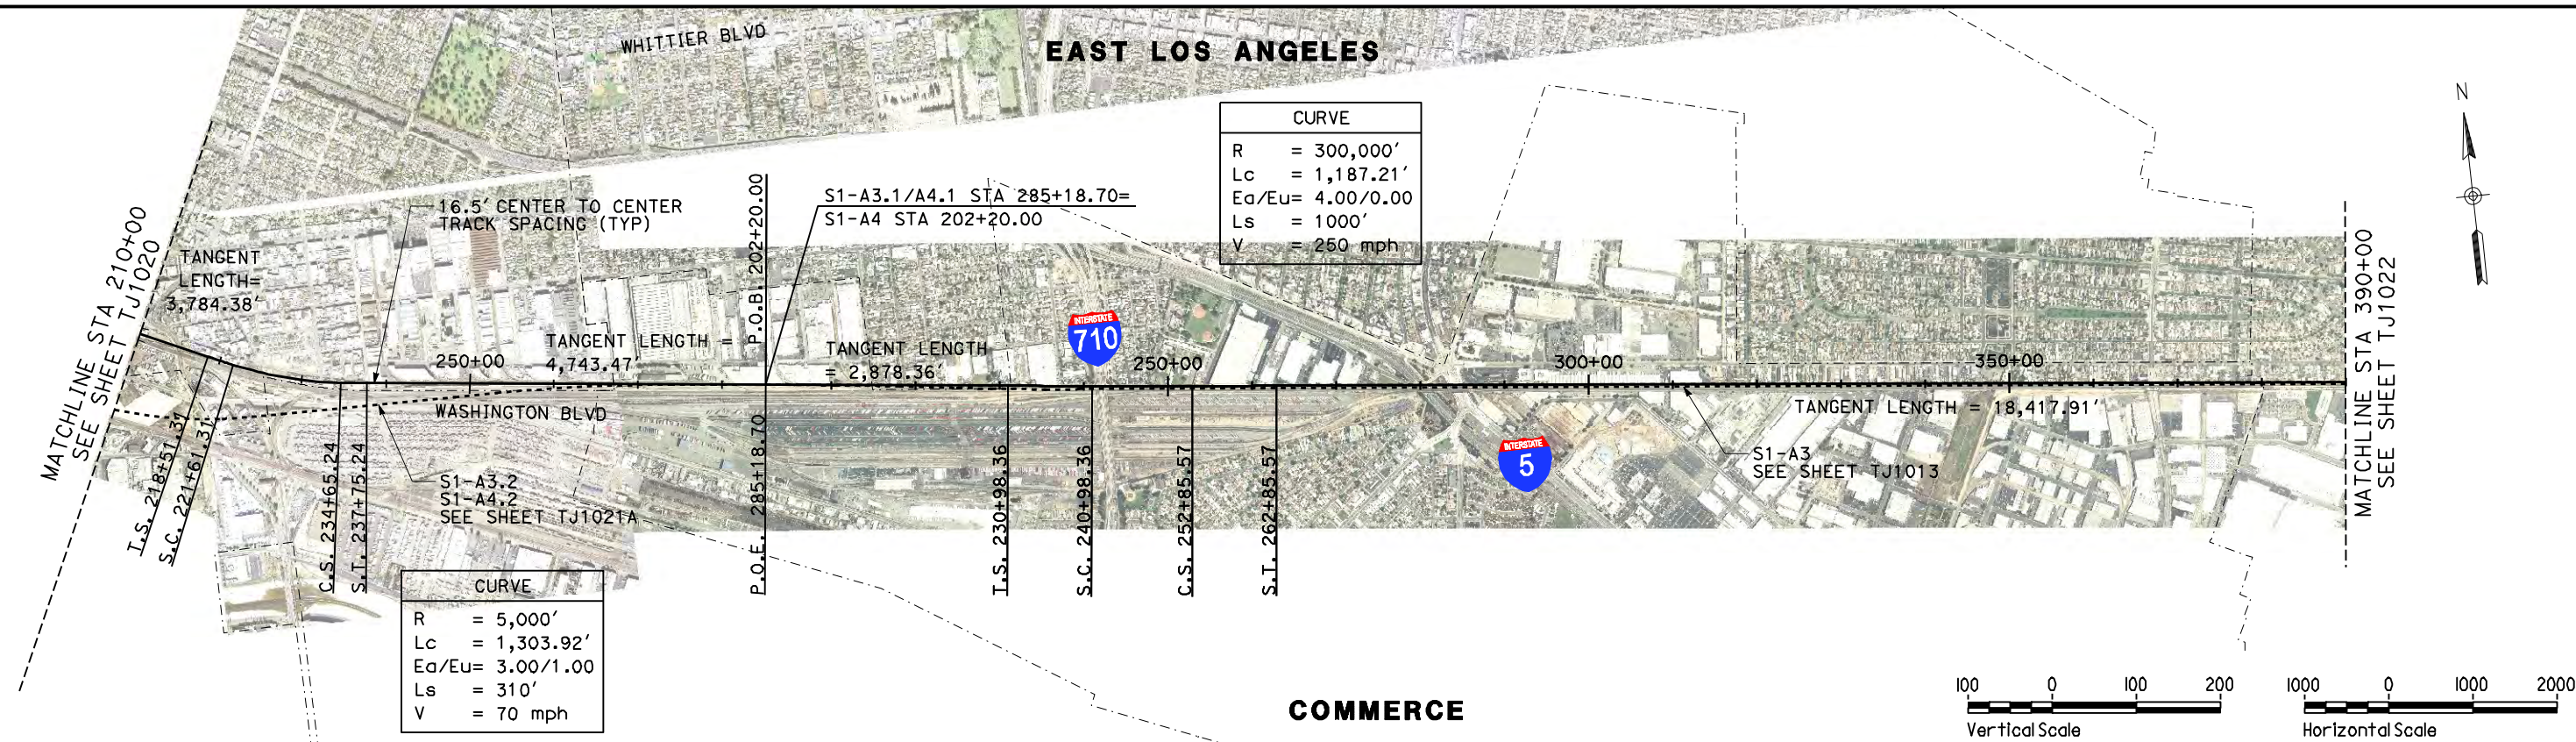 WHITTIER BLVD
EAST LOS ANGELES
CURVE
R = 300,000'
Lc = 1,187.21'
Ea/Eu= 4.00/0.00
Ls = 1000'
V = 250 mph
N
MATCHLINE STA 210+00
SEE SHEET TJ1020
TANGENT
LENGTH=
3,784.38'
16.5' CENTER TO CENTER
TRACK SPACING (TYP)
P.O.B. 202+20.00
S1-A3.1/A4.1 STA 285+18.70=
S1-A4 STA 202+20.00
INTERSTATE
710
250+00
TANGENT LENGTH =
4,743.47'
TANGENT LENGTH
= 2,878.36'
250+00
300+00
350+00
MATCHLINE STA 390+00
SEE SHEET TJ1022
WASHINGTON BLVD
TANGENT LENGTH = 18,417.91'
T.S. 218+51.31
S.C. 221+61.31
C.S. 234+65.24
S.T. 237+75.24
S1-A3.2
S1-A4.2
SEE SHEET TJ1021A
P.O.E. 285+18.70
T.S. 230+98.36
S.C. 240+98.36
C.S. 252+85.57
S.T. 262+85.57
INTERSTATE
5
S1-A3
SEE SHEET TJ1013
CURVE
R = 5,000'
Lc = 1,303.92'
Ea/Eu= 3.00/1.00
Ls = 310'
V = 70 mph
COMMERCE
100 0 100 200
Vertical Scale
1000 0 1000 2000
Horizontal Scale